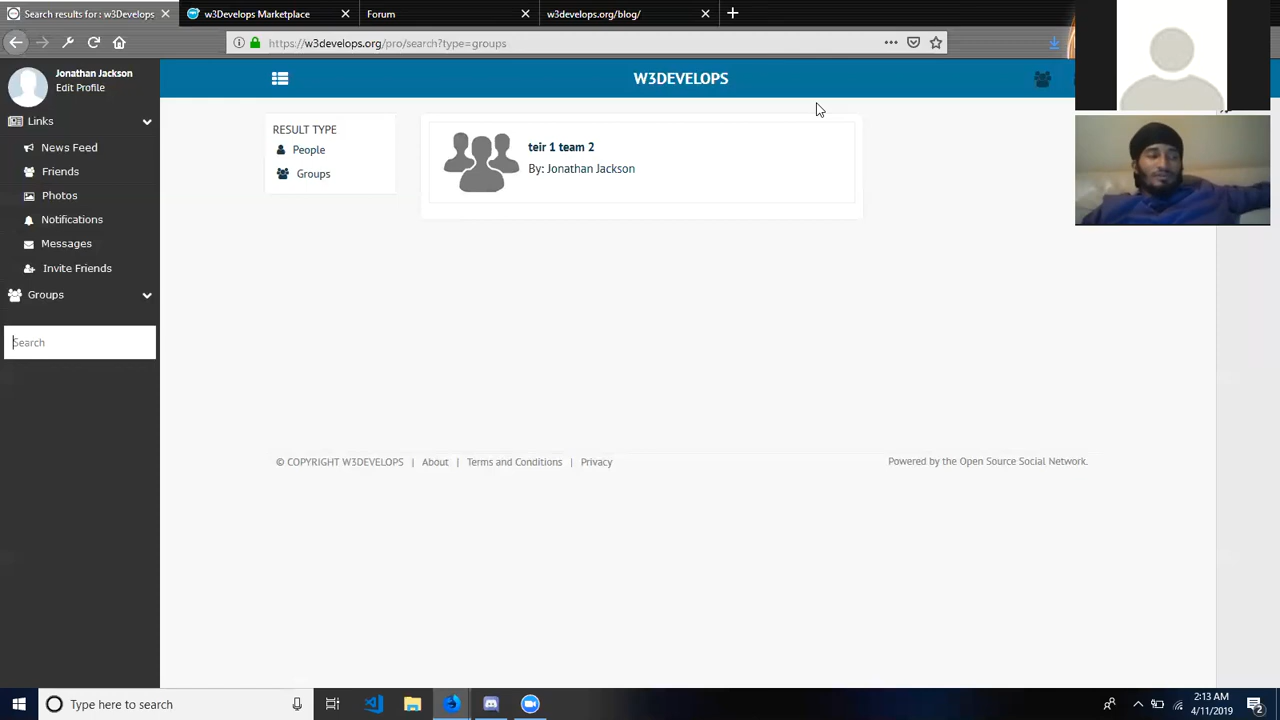 Search results for : w3Develops
w3Develops Marketplace
Forum
w3develops.org/blog/
https://w3develops.org/pro/search?type=groups
Jonathan Jackson
Edit Profile
Links
News Feed
Friends
Photos
Notifications
Messages
Invite Friends
Groups
Search
W3DEVELOPS
RESULT TYPE
People
Groups
teir 1 team 2
By: Jonathan Jackson
© COPYRIGHT W3DEVELOPS | About | Terms and Conditions | Privacy
Powered by the Open Source Social Network.
Type here to search
2:13 AM
4/11/2019
2